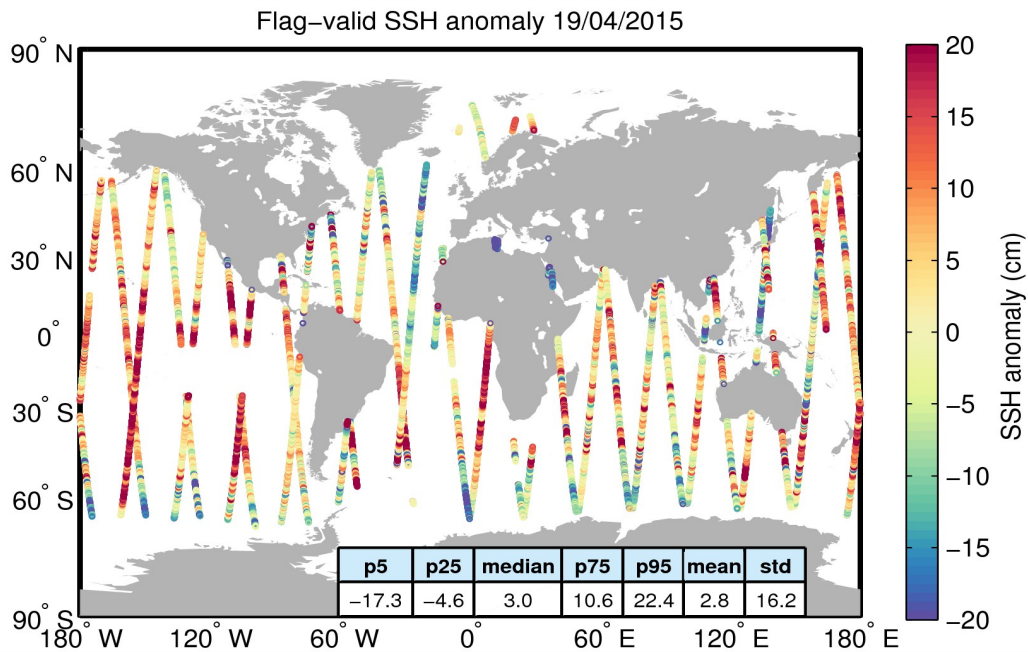 Flag−valid SSH anomaly 19/04/2015
90° N
60° N
30° N
0°
30° S
60° S
90° S
180° W
120° W
60° W
0°
60° E
120° E
180° E
p5 p25 median p75 p95 mean std
−17.3 −4.6 3.0 10.6 22.4 2.8 16.2
20
15
10
5
0
−5
−10
−15
−20
SSH anomaly (cm)